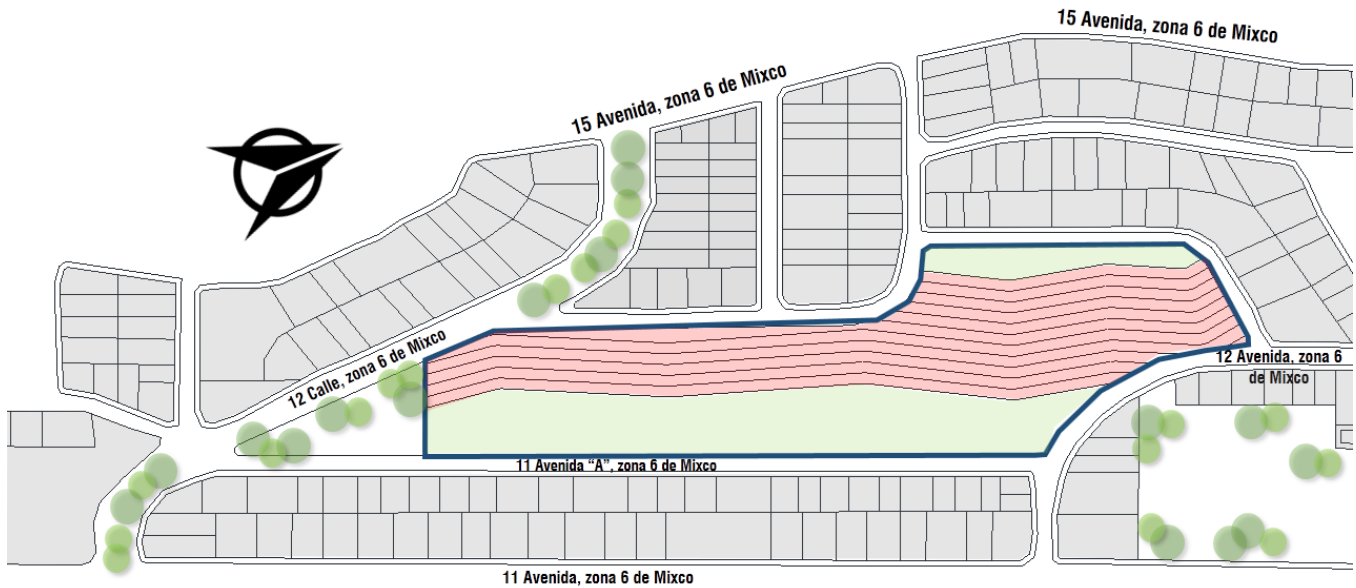 15 Avenida, zona 6 de Mixco
15 Avenida, zona 6 de Mixco
12 Calle, zona 6 de Mixco
12 Avenida, zona 6
de Mixco
11 Avenida “A”, zona 6 de Mixco
11 Avenida, zona 6 de Mixco